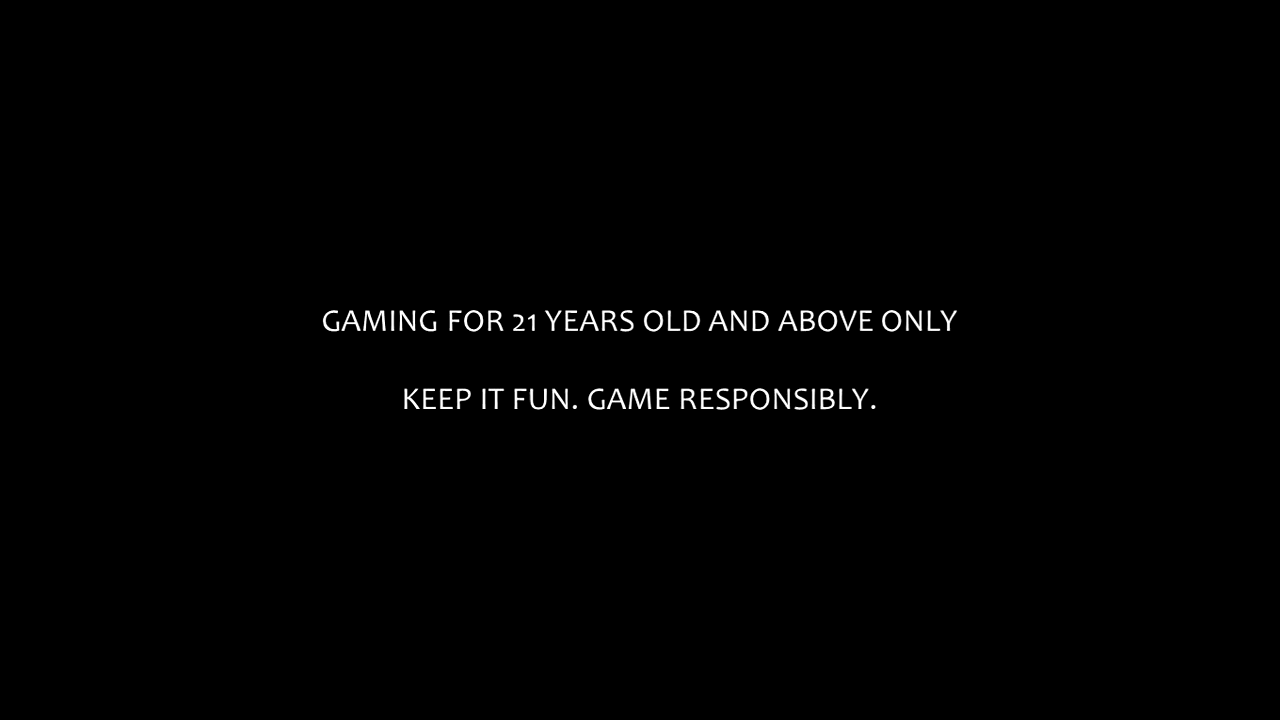 GAMING FOR 21 YEARS OLD AND ABOVE ONLY
KEEP IT FUN. GAME RESPONSIBLY.